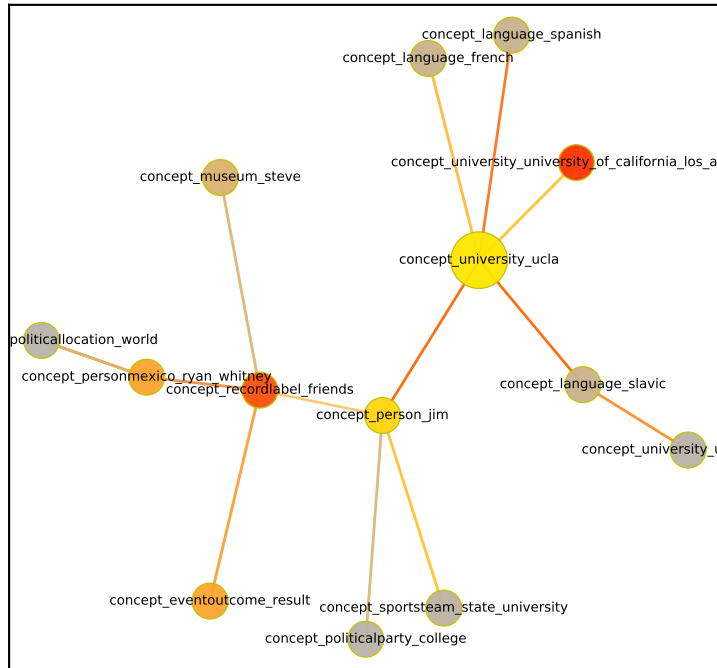 concept_language_spanish
concept_language_french
concept_university_university_of_california_los_a
concept_museum_steve
concept_university_ucla
politicallocation_world
concept_personmexico_ryan_whitney
concept_recordlabel_friends
concept_language_slavic
concept_person_jim
concept_university_u
concept_eventoutcome_result
concept_sportsteam_state_university
concept_politicalparty_college